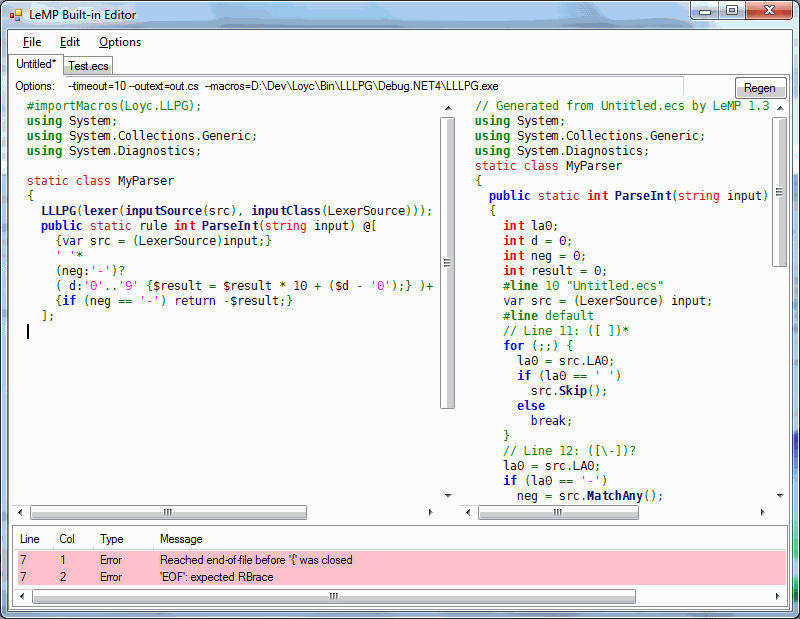 LeMP Built-in Editor
File Edit Options
Untitled* Test.ecs
Options: --timeout=10 --outext=out.cs --macros=D:\Dev\Loyc\Bin\LLLPG\Debug.NET4\LLLPG.exe Regen
#importMacros(Loyc.LLPG);
using System;
using System.Collections.Generic;
using System.Diagnostics;
static class MyParser
{
LLLPG(lexer(inputSource(src), inputClass(LexerSource)));
public static rule int ParseInt(string input) @[
{var src = (LexerSource)input;}
' '*
(neg:'-')?
( d:'0'..'9' {$result = $result * 10 + ($d - '0');} )+
{if (neg == '-') return -$result;}
];
// Generated from Untitled.ecs by LeMP 1.3
using System;
using System.Collections.Generic;
using System.Diagnostics;
static class MyParser
{
public static int ParseInt(string input)
{
int la0;
int d = 0;
int neg = 0;
int result = 0;
#line 10 "Untitled.ecs"
var src = (LexerSource) input;
#line default
// Line 11: ([ ])*
for (;;) {
la0 = src.LA0;
if (la0 == ' ')
src.Skip();
else
break;
}
// Line 12: ([\-])?
la0 = src.LA0;
if (la0 == '-')
neg = src.MatchAny();
Line Col Type Message
7 1 Error Reached end-of-file before '{' was closed
7 2 Error 'EOF': expected RBrace